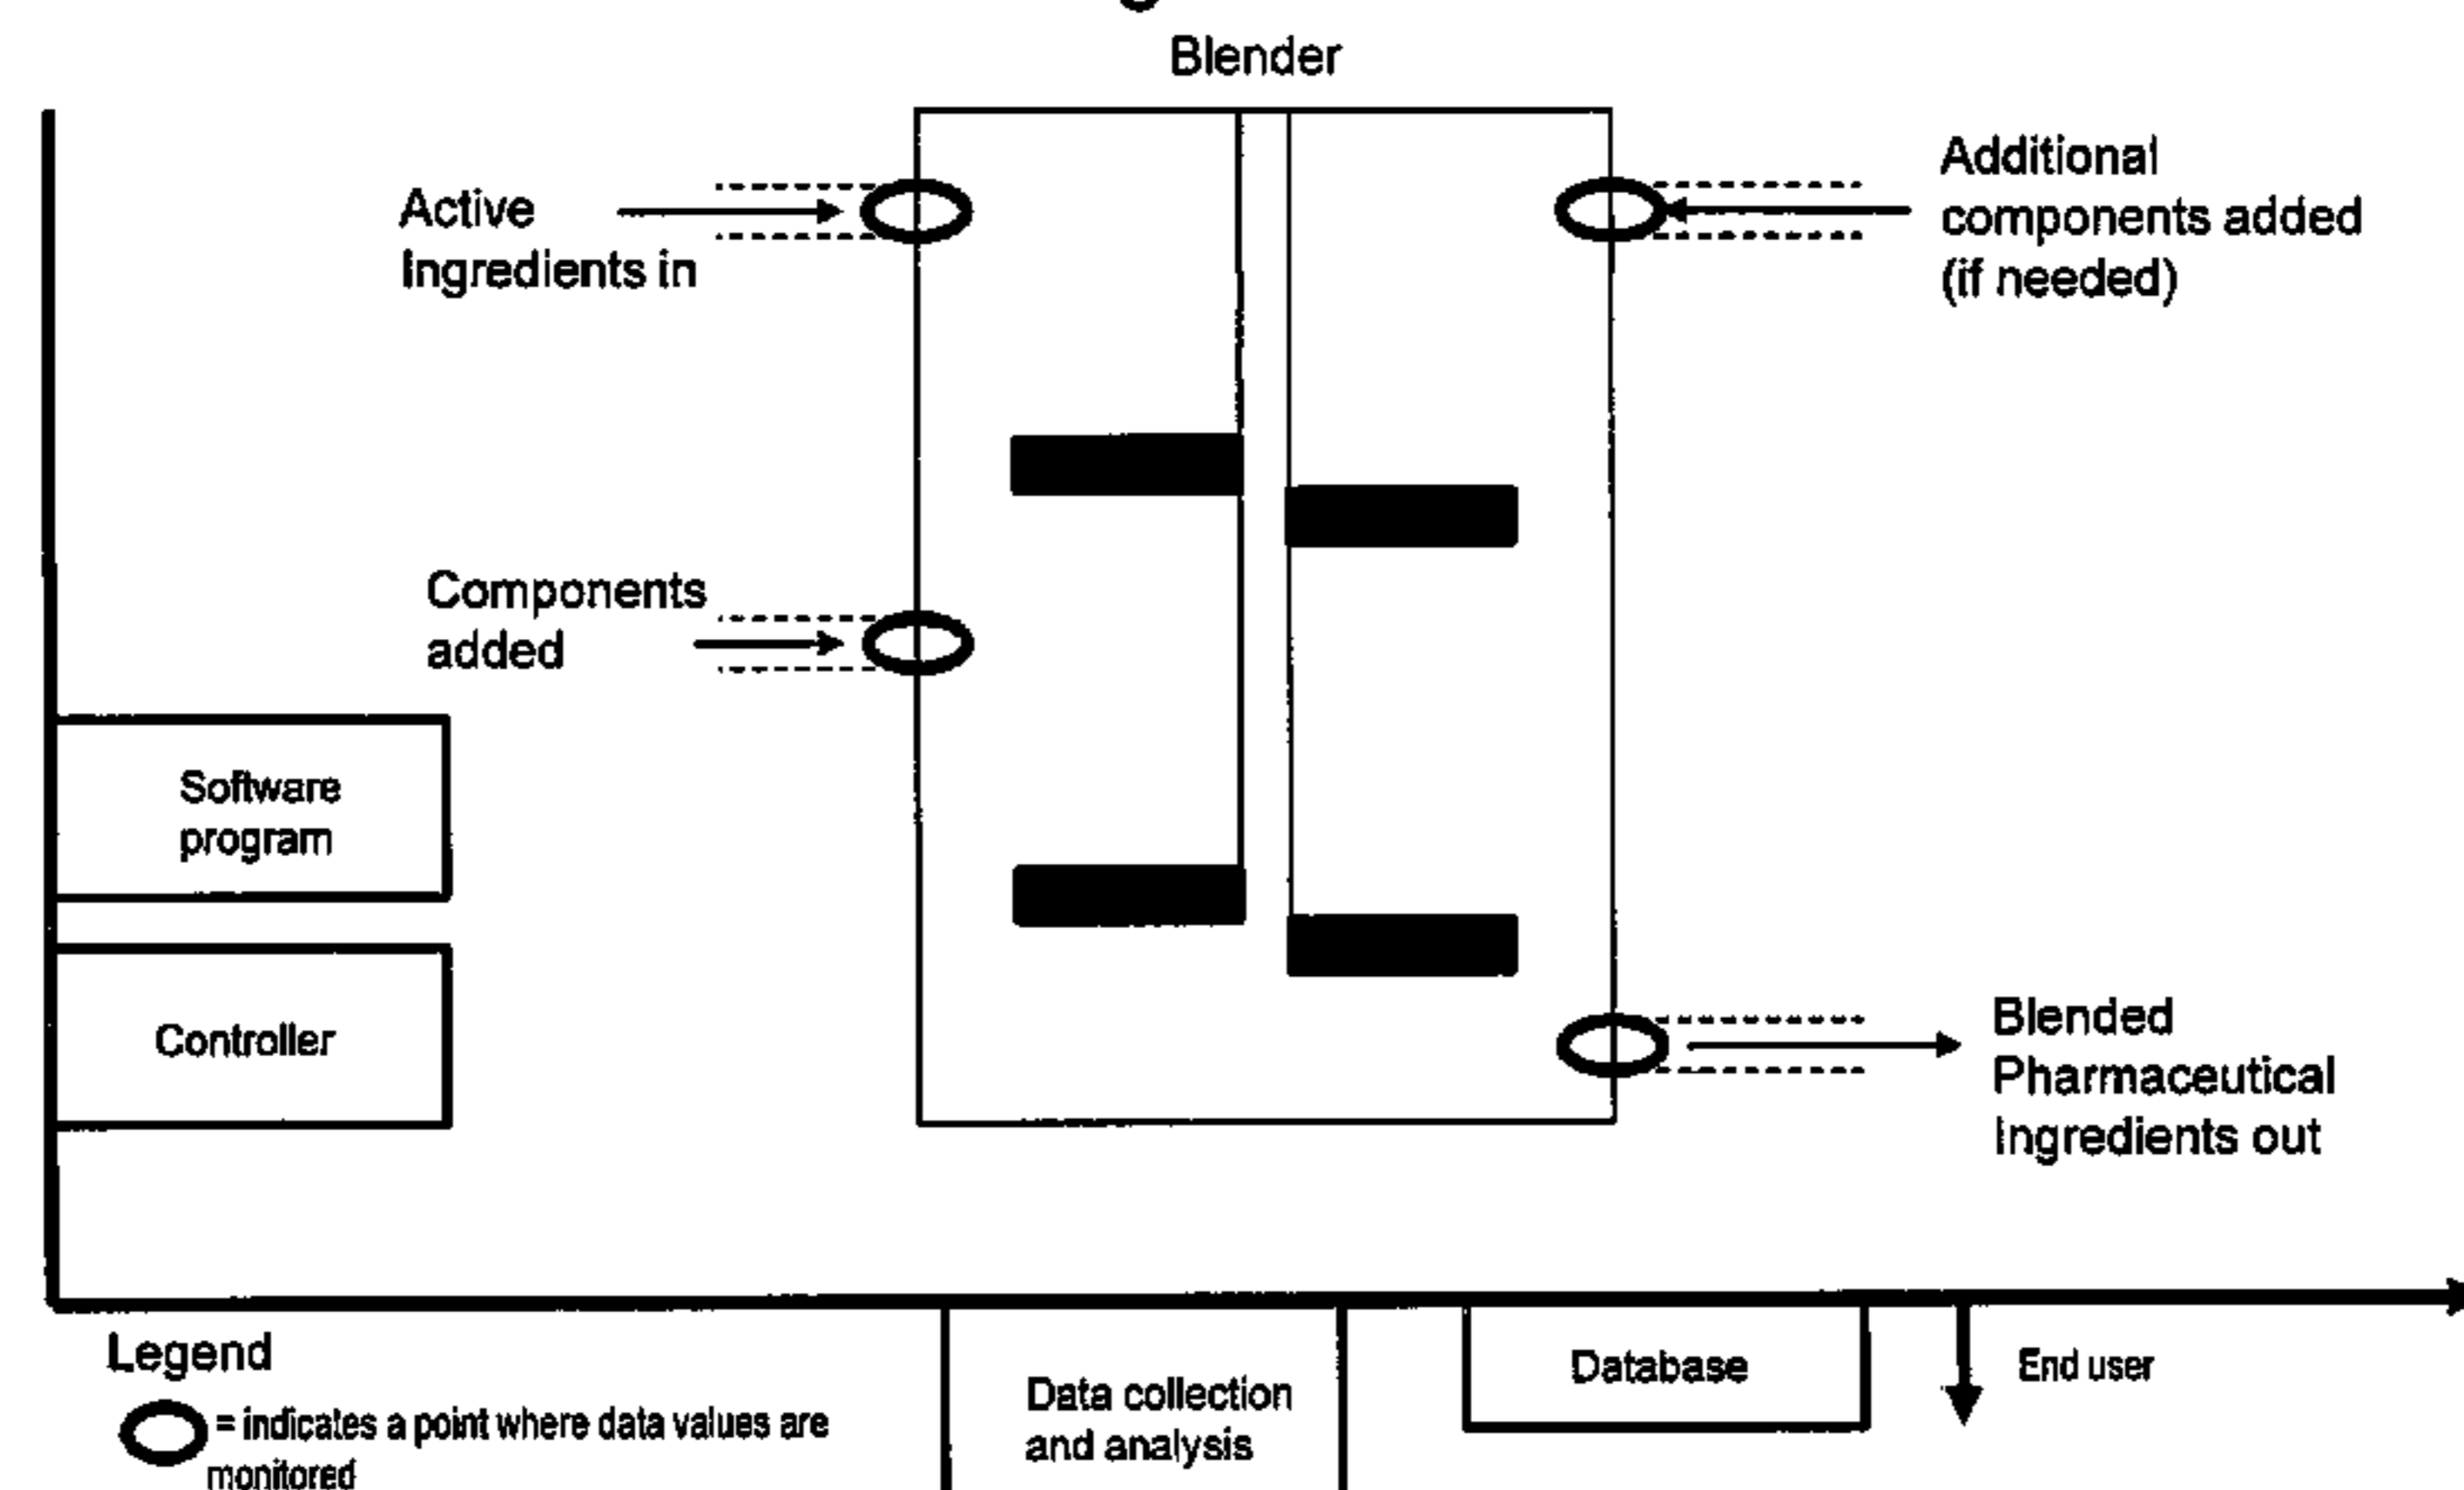 Blender
Active
Ingredients in
Additional
components added
(if needed)
Components
added
Software
program
Controller
Blended
Pharmaceutical
Ingredients out
Legend
= indicates a point where data values are
monitored
Data collection
and analysis
Database
End user